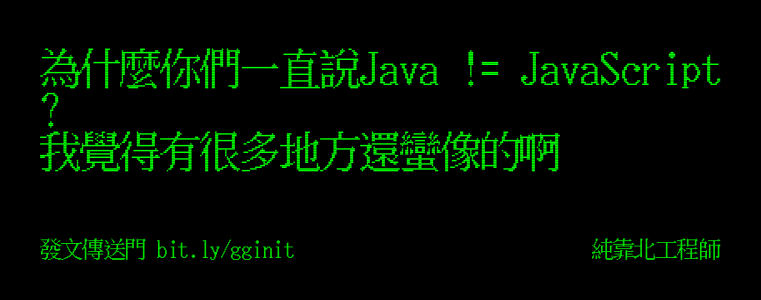 為什麼你們一直說Java != JavaScript
?
我覺得有很多地方還蠻像的啊
發文傳送門 bit.ly/gginit
純靠北工程師